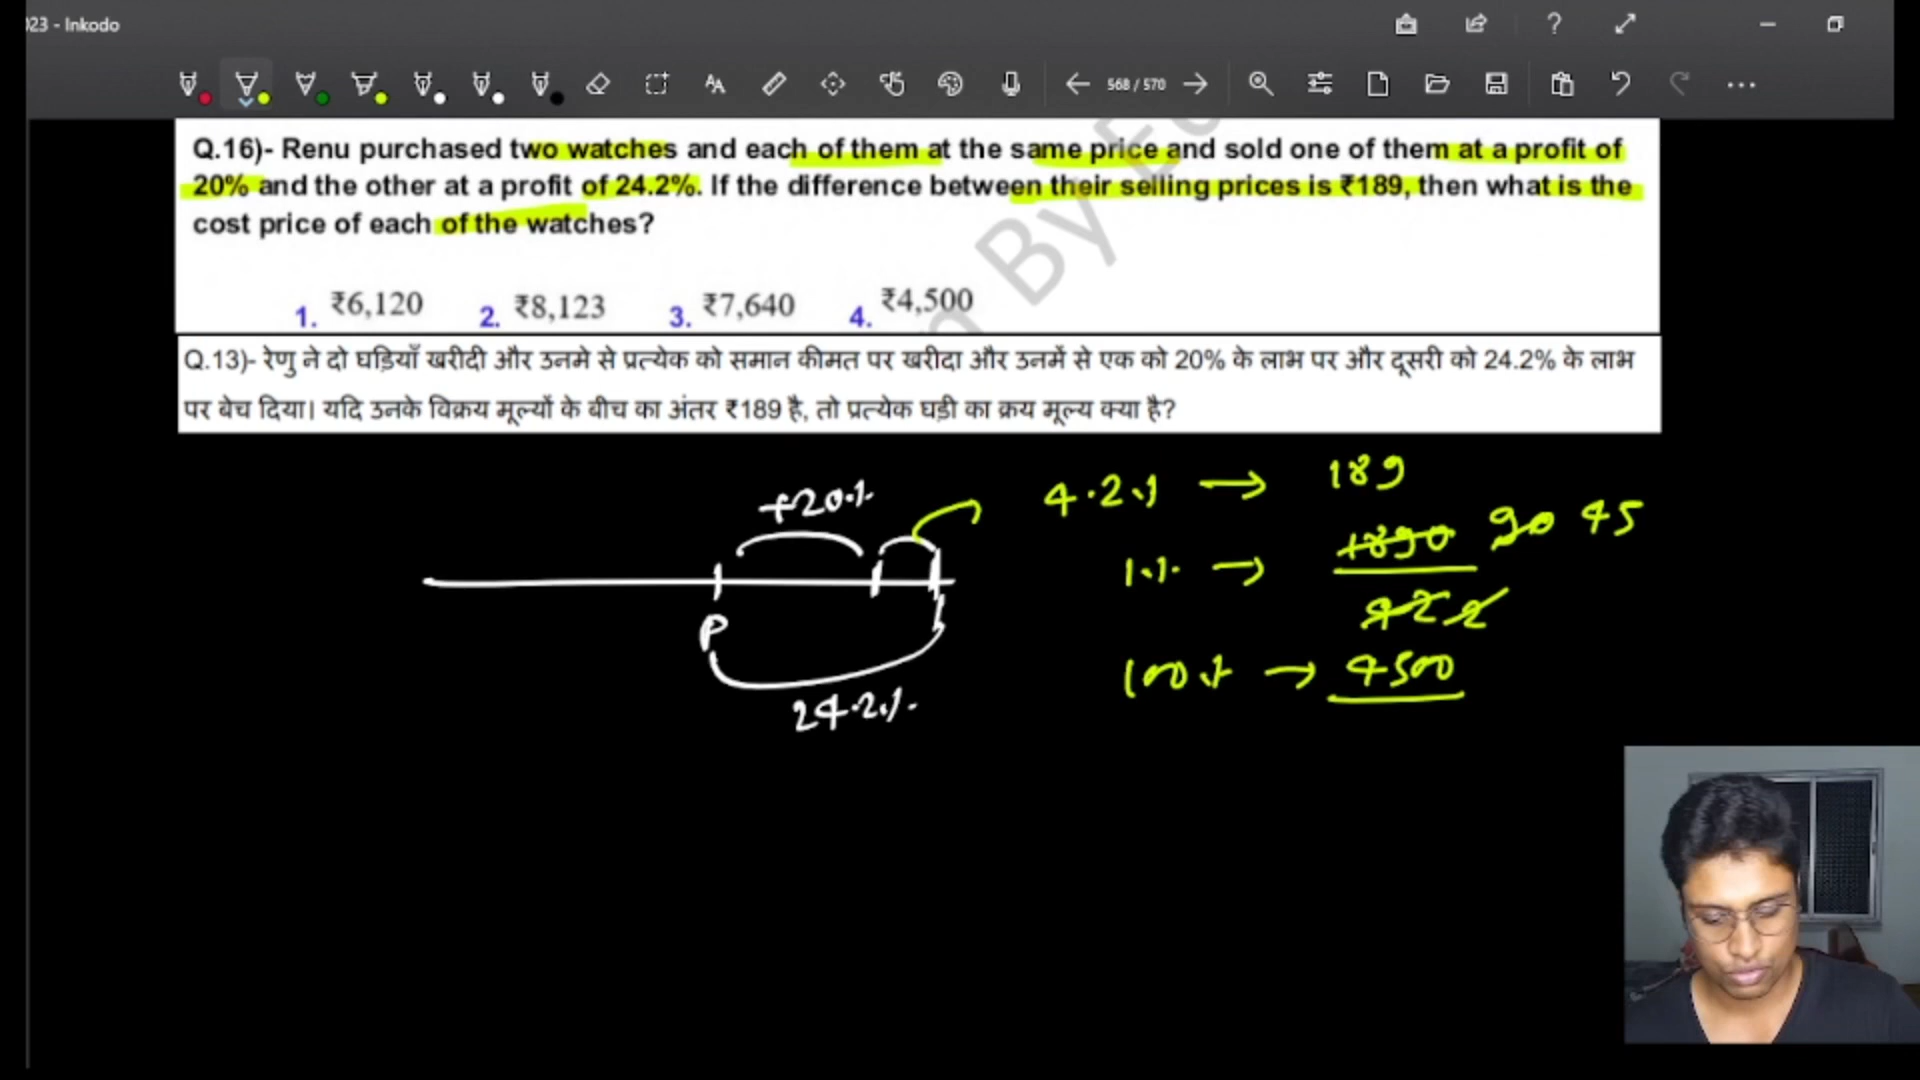 023 - Inkodo
568 / 570
Q.16)- Renu purchased two watches and each of them at the same price and sold one of them at a profit of
20% and the other at a profit of 24.2%. If the difference between their selling prices is ₹189, then what is the
cost price of each of the watches?
1. ₹6,120 2. ₹8,123 3. ₹7,640 4. ₹4,500
Q.13)- रेणु ने दो घड़ियाँ खरीदी और उनमे से प्रत्येक को समान कीमत पर खरीदा और उनमें से एक को 20% के लाभ पर और दूसरी को 24.2% के लाभ
पर बेच दिया। यदि उनके विक्रय मूल्यों के बीच का अंतर ₹189 है, तो प्रत्येक घड़ी का क्रय मूल्य क्या है?
+20%
P
24.2%
4.2% → 189
1% → 1890 90 45
42 2
100% → 4500
By